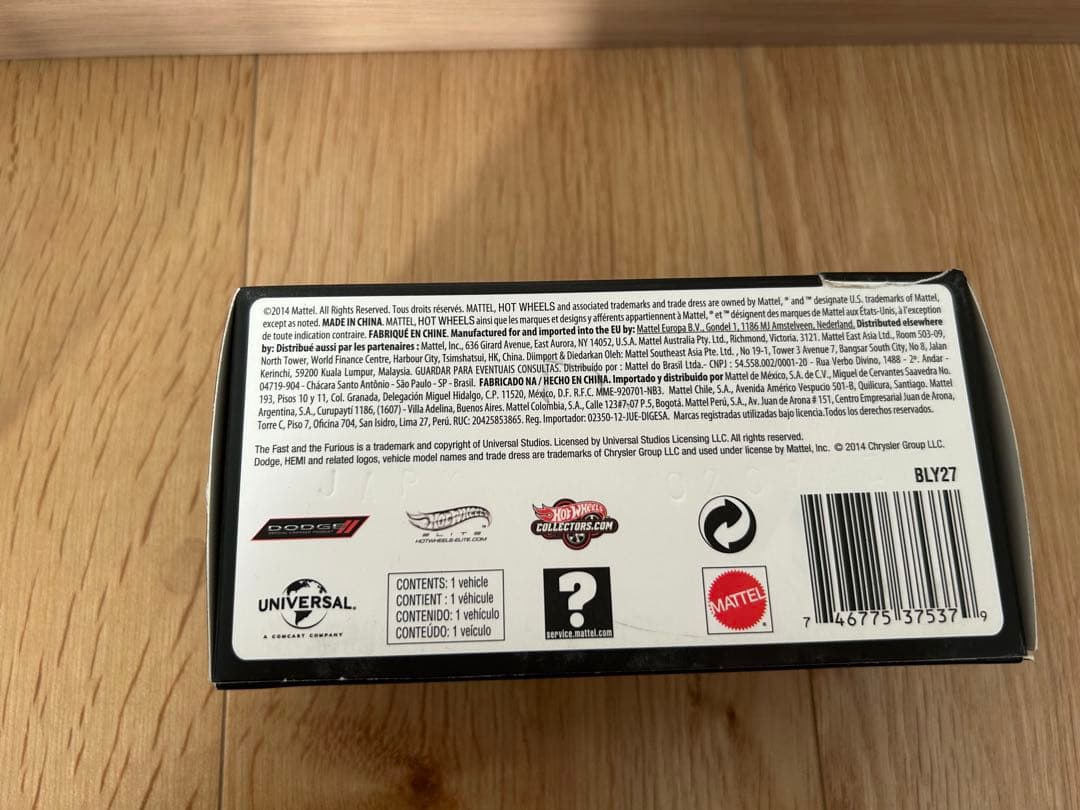 ©2014 Mattel. All Rights Reserved. Tous droits réservés. MATTEL, HOT WHEELS and associated trademarks and trade dress are owned by Mattel, ® and ™ designate U.S. trademarks of Mattel,
except as noted. MADE IN CHINA. MATTEL, HOT WHEELS ainsi que les marques et designs y afférents appartiennent à Mattel, ® et ™ désignent des marques de Mattel aux États-Unis, à l'exception
de toute indication contraire. FABRIQUÉ EN CHINE. Manufactured for and imported into the EU by: Mattel Europa B.V., Gondel 1, 1186 MJ Amstelveen, Nederland. Distributed elsewhere
by: Distribué aussi par les partenaires : Mattel, Inc., 636 Girard Avenue, East Aurora, NY 14052, U.S.A. Mattel Australia Pty. Ltd., Richmond, Victoria. 3121. Mattel East Asia Ltd., Room 503-09,
North Tower, World Finance Centre, Harbour City, Tsimshatsui, HK, China. Diimport & Diedarkan Oleh: Mattel Southeast Asia Pte. Ltd. , No 19-1, Tower 3 Avenue 7, Bangsar South City, No 8, Jalan
Kerinchi, 59200 Kuala Lumpur, Malaysia. GUARDAR PARA EVENTUAIS CONSULTAS. Distribuido por : Mattel do Brasil Ltda.- CNPJ : 54.558.002/0001-20 - Rua Verbo Divino, 1488 - 2º. Andar -
04719-904 - Chácara Santo Antônio - São Paulo - SP - Brasil. FABRICADO NA / HECHO EN CHINA. Importado y distribuido por Mattel de México, S.A. de C.V., Miguel de Cervantes Saavedra No.
193, Pisos 10 y 11, Col. Granada, Delegación Miguel Hidalgo, C.P. 11520, México, D.F. R.F.C. MME-920701-NB3. Mattel Chile, S.A., Avenida Américo Vespucio 501-B, Quilicura, Santiago. Mattel
Argentina, S.A., Curupaytí 1186, (1607) - Villa Adelina, Buenos Aires. Mattel Colombia, S.A., Calle 123#7-07 P.5, Bogotá. Mattel Perú, S.A., Av. Juan de Arona # 151, Centro Empresarial Juan de Arona,
Torre C, Piso 7, Oficina 704, San Isidro, Lima 27, Perú. RUC: 20425853865. Reg. Importador: 02350-12-JUE-DIGESA. Marcas registradas utilizadas bajo licencia.Todos los derechos reservados.
The Fast and the Furious is a trademark and copyright of Universal Studios. Licensed by Universal Studios Licensing LLC. All rights reserved.
Dodge, HEMI and related logos, vehicle model names and trade dress are trademarks of Chrysler Group LLC and used under license by Mattel, Inc. © 2014 Chrysler Group LLC.
BLY27
DODGE
HOT WHEELS
ELITE
HOTWHEELS-ELITE.COM
HOT WHEELS
COLLECTORS.COM
UNIVERSAL.
A COMCAST COMPANY
CONTENTS: 1 vehicle
CONTIENT : 1 véhicule
CONTENIDO: 1 vehículo
CONTEÚDO: 1 veículo
?
service.mattel.com
MATTEL
7 46775 37537 9